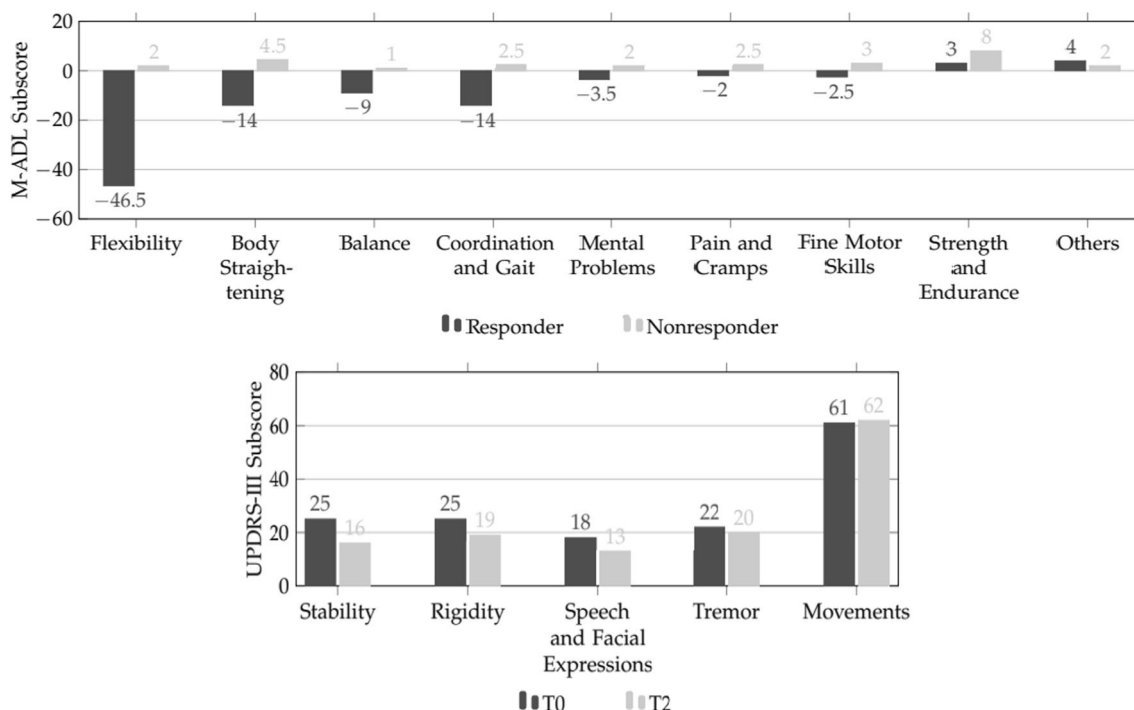 M-ADL Subscore
20
0
−20
−40
−60
2
4.5
1
2.5
2
2.5
3
3
8
4
2
−46.5
−14
−9
−14
−3.5
−2
−2.5
Flexibility
Body
Straigh-
tening
Balance
Coordination
and Gait
Mental
Problems
Pain and
Cramps
Fine Motor
Skills
Strength
and
Endurance
Others
Responder Nonresponder
UPDRS-III Subscore
80
60
40
20
0
25
16
25
19
18
13
22
20
61
62
Stability
Rigidity
Speech
and Facial
Expressions
Tremor
Movements
T0 T2